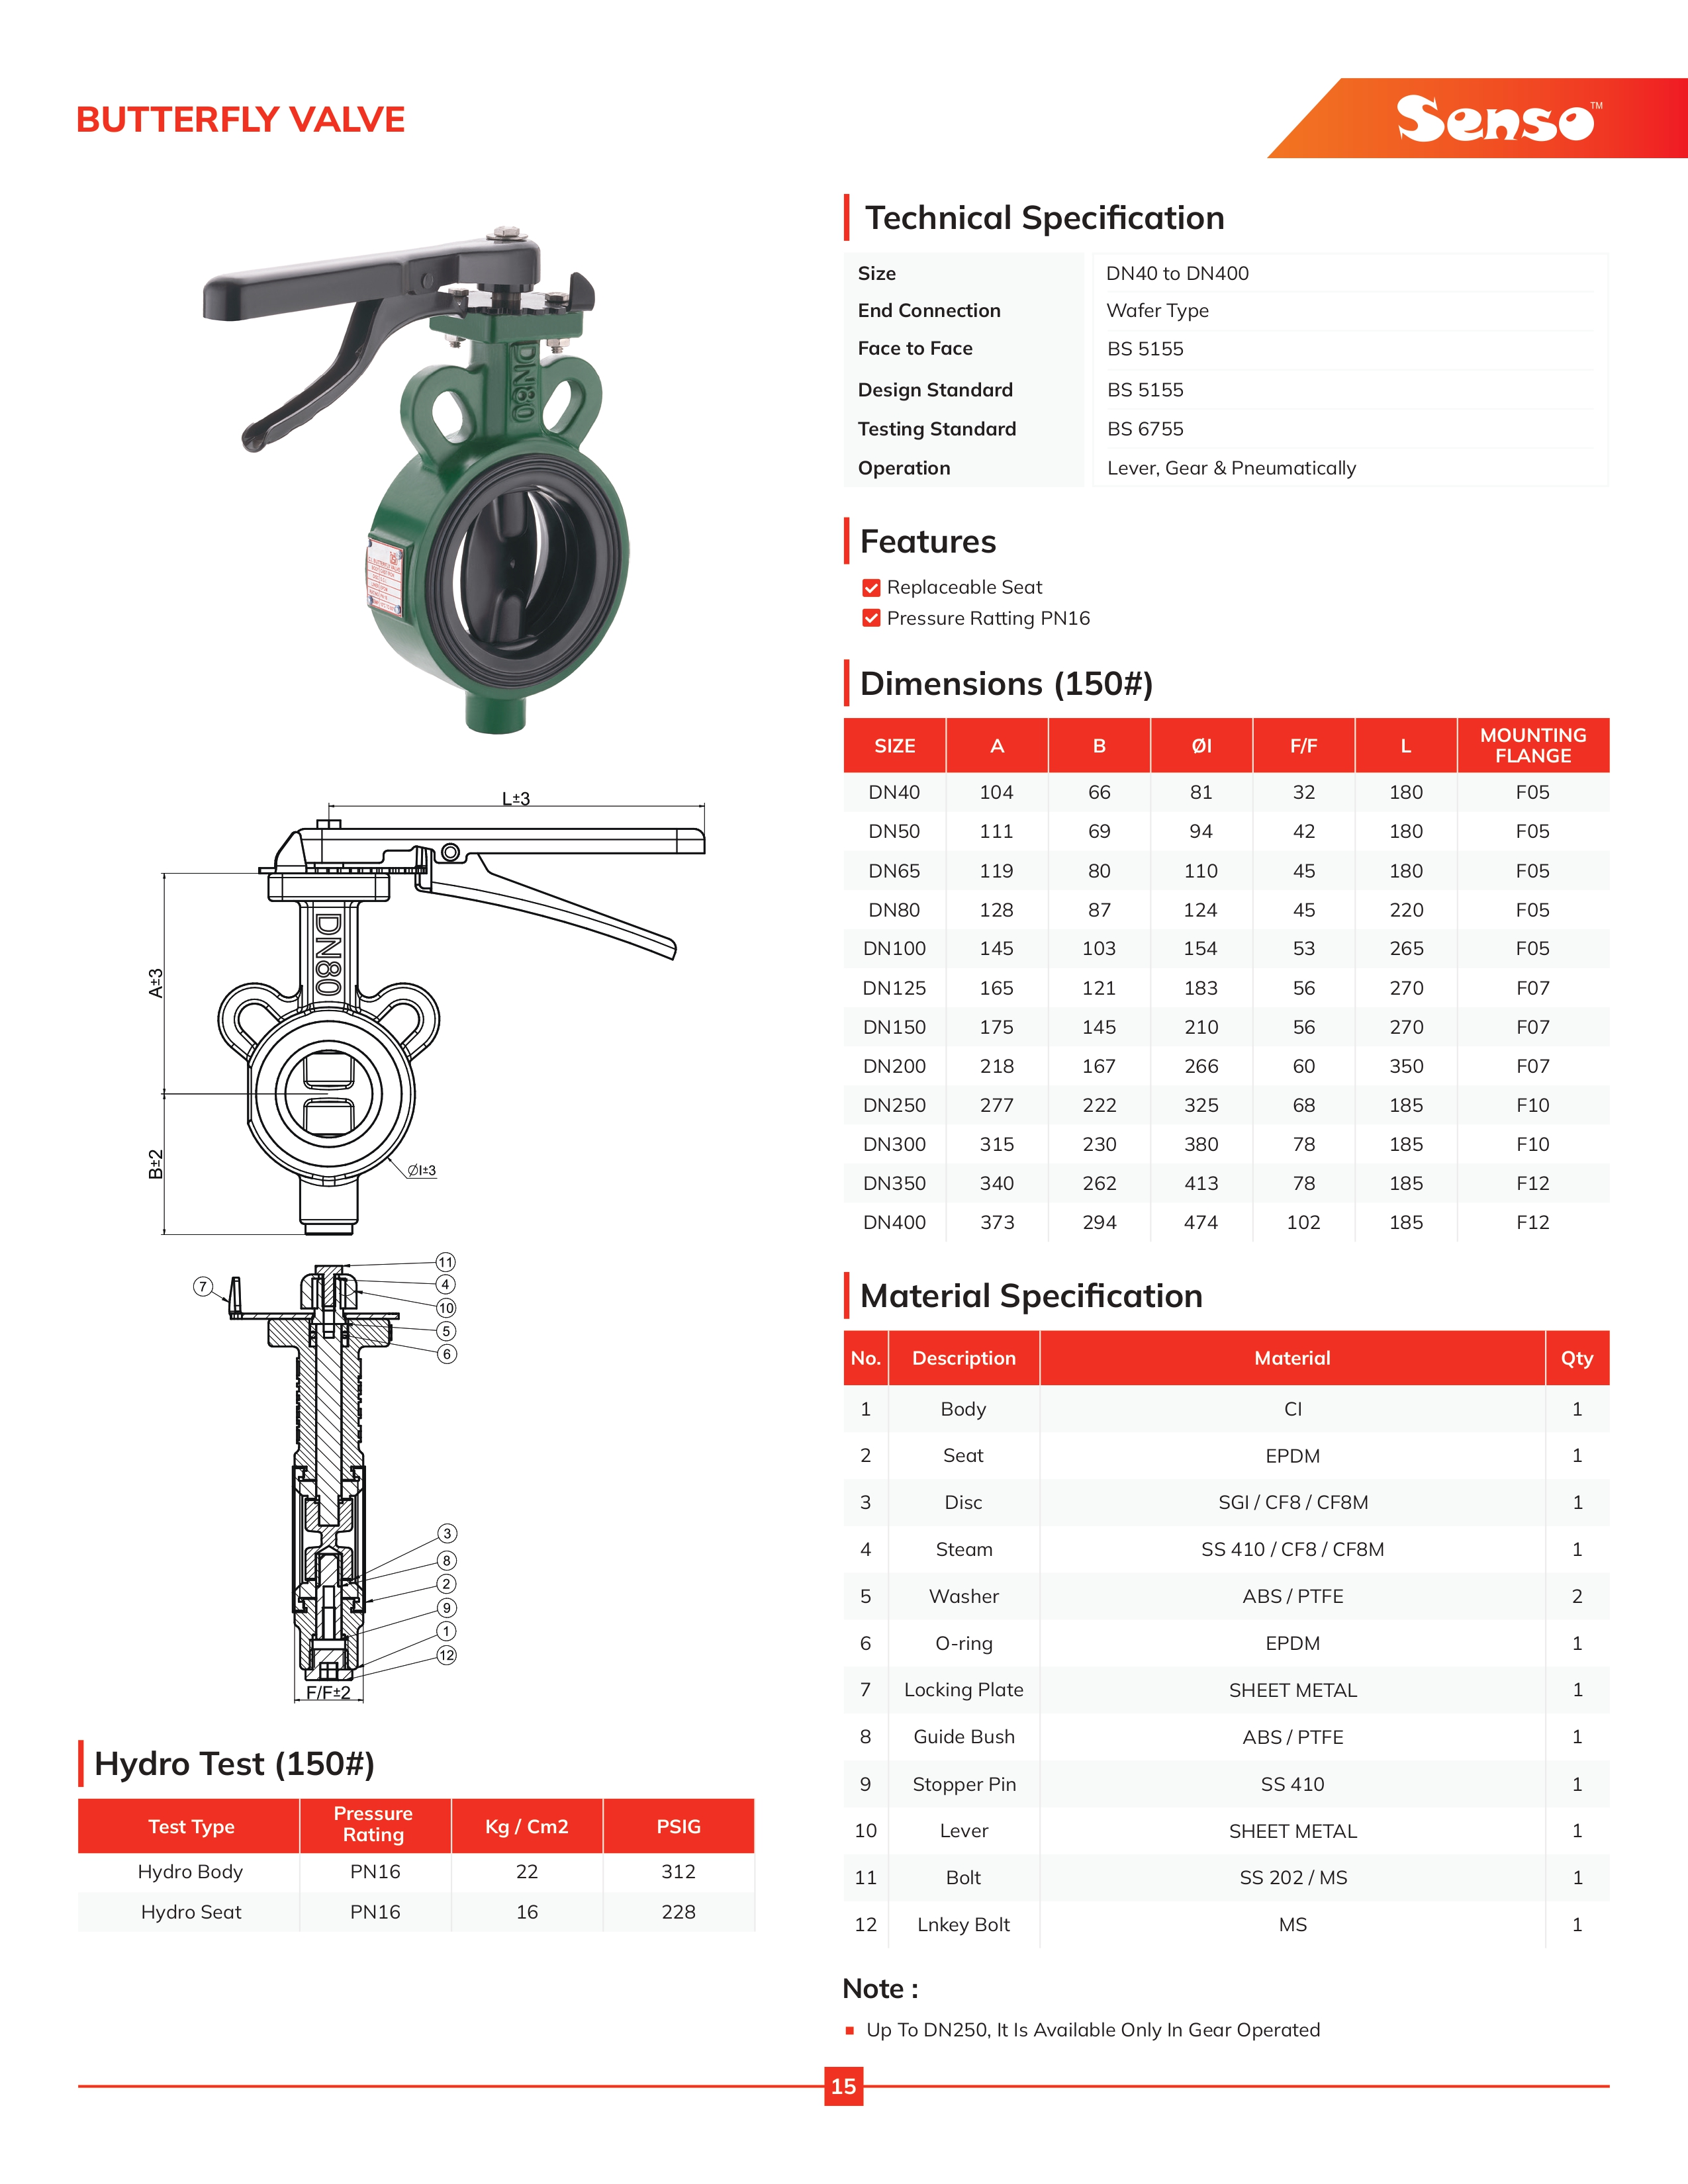 BUTTERFLY VALVE
Senso™
DN80
Technical Specification
Size DN40 to DN400
End Connection Wafer Type
Face to Face BS 5155
Design Standard BS 5155
Testing Standard BS 6755
Operation Lever, Gear & Pneumatically
Features
Replaceable Seat
Pressure Ratting PN16
Dimensions (150#)
SIZE A B ØI F/F L MOUNTING FLANGE
DN40 104 66 81 32 180 F05
DN50 111 69 94 42 180 F05
DN65 119 80 110 45 180 F05
DN80 128 87 124 45 220 F05
DN100 145 103 154 53 265 F05
DN125 165 121 183 56 270 F07
DN150 175 145 210 56 270 F07
DN200 218 167 266 60 350 F07
DN250 277 222 325 68 185 F10
DN300 315 230 380 78 185 F10
DN350 340 262 413 78 185 F12
DN400 373 294 474 102 185 F12
L±3
DN80
A±3
B±2
ØI±3
11
7
4
10
5
6
3
8
2
9
1
12
F/F±2
Material Specification
No. Description Material Qty
1 Body CI 1
2 Seat EPDM 1
3 Disc SGI / CF8 / CF8M 1
4 Steam SS 410 / CF8 / CF8M 1
5 Washer ABS / PTFE 2
6 O-ring EPDM 1
7 Locking Plate SHEET METAL 1
8 Guide Bush ABS / PTFE 1
9 Stopper Pin SS 410 1
10 Lever SHEET METAL 1
11 Bolt SS 202 / MS 1
12 Lnkey Bolt MS 1
Hydro Test (150#)
Test Type Pressure Rating Kg / Cm2 PSIG
Hydro Body PN16 22 312
Hydro Seat PN16 16 228
Note :
Up To DN250, It Is Available Only In Gear Operated
15